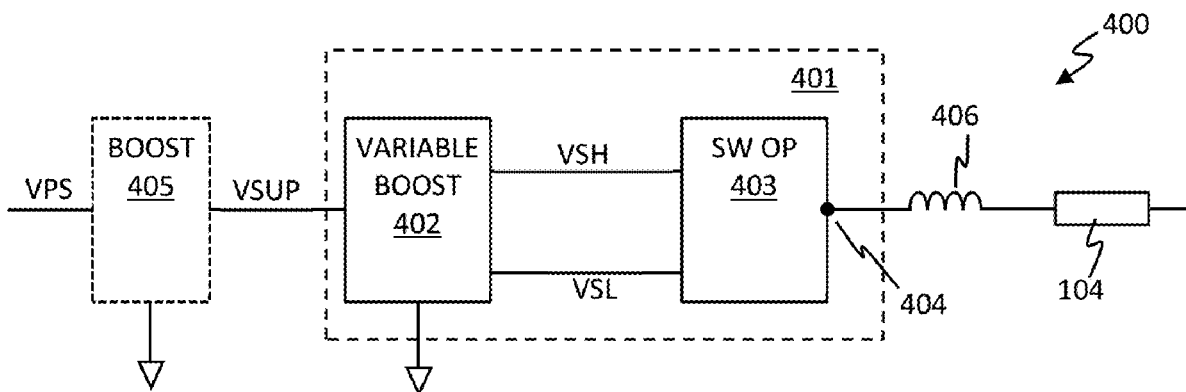 400
401
406
BOOST
405
VARIABLE
BOOST
402
SW OP
403
VPS
VSUP
VSH
VSL
404
104